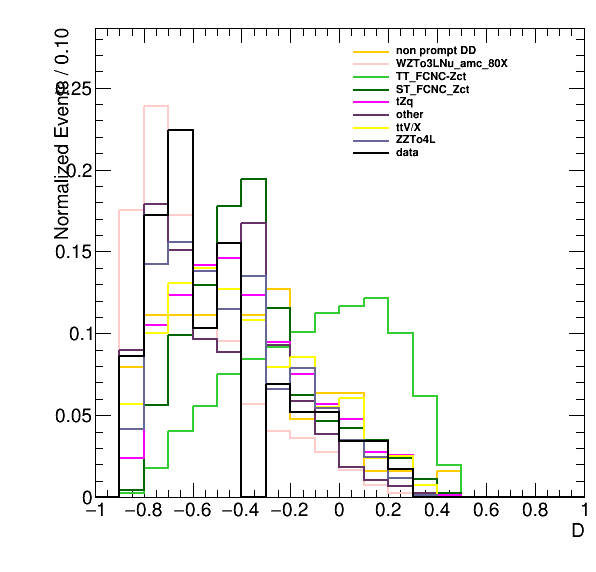 Normalized Events / 0.10
non prompt DD
WZTo3LNu_amc_80X
TT_FCNC-Zct
ST_FCNC_Zct
tZq
other
ttV/X
ZZTo4L
data
0.25
0.2
0.15
0.1
0.05
0
−1 −0.8 −0.6 −0.4 −0.2 0 0.2 0.4 0.6 0.8 1
D